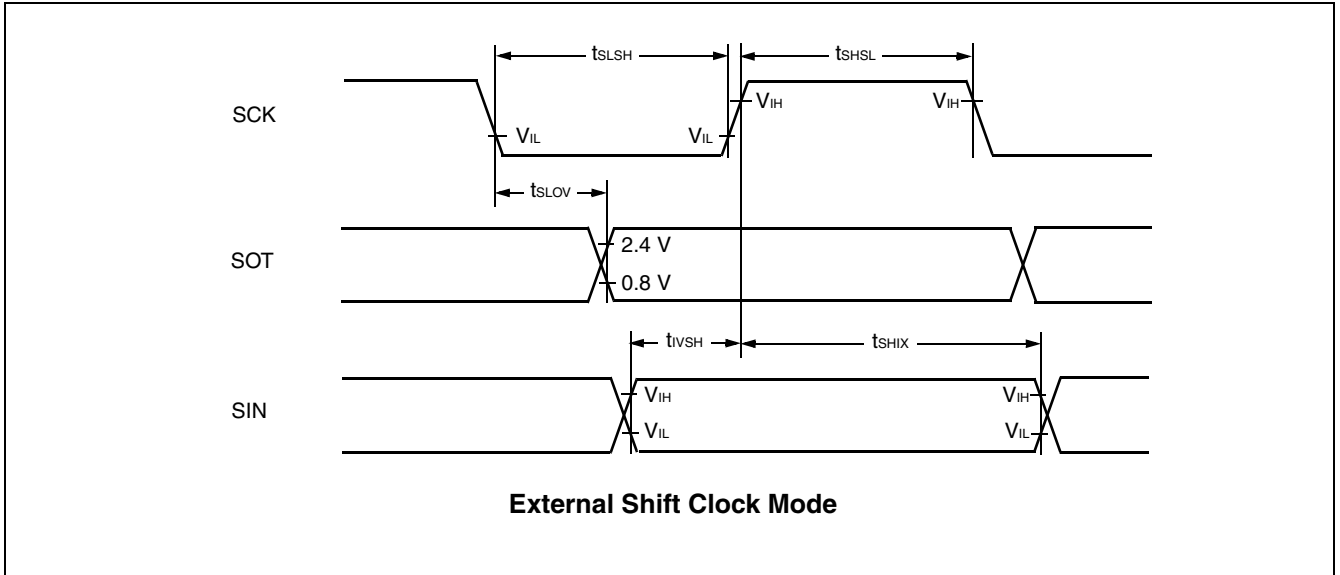 tSLSH
tSHSL
SCK
VIH
VIH
VIL
VIL
tSLOV
SOT
2.4 V
0.8 V
tIVSH
tSHIX
SIN
VIH
VIH
VIL
VIL
External Shift Clock Mode